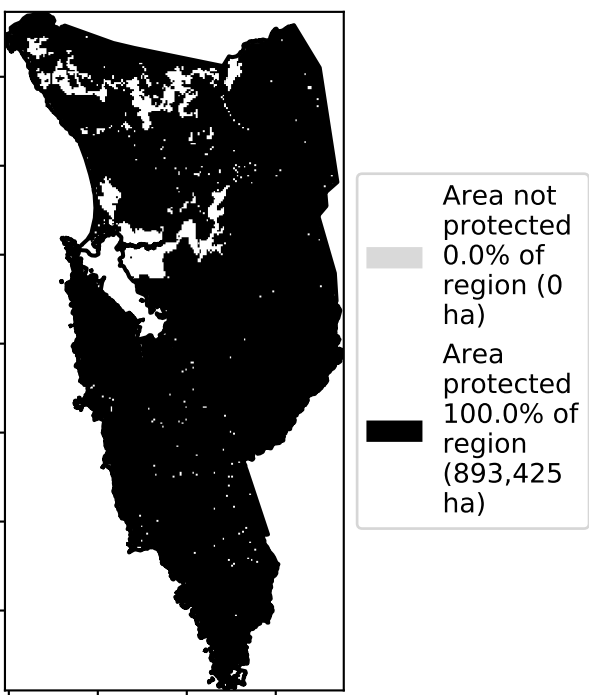 Area not
protected
0.0% of
region (0
ha)
Area
protected
100.0% of
region
(893,425
ha)